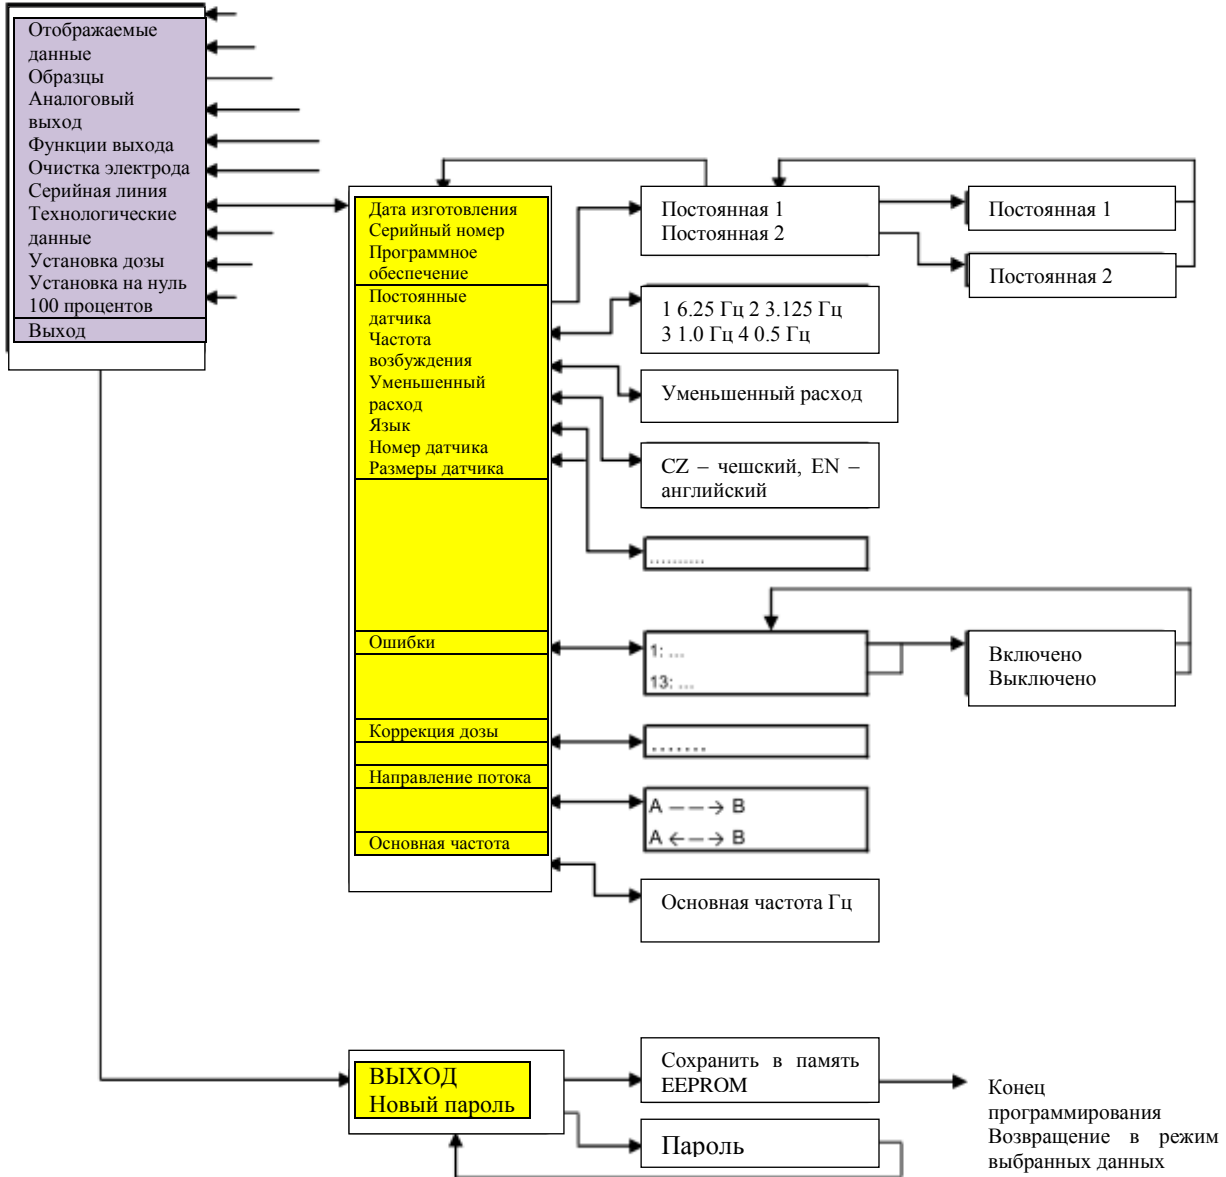 Отображаемые
данные
Образцы
Аналоговый
выход
Функции выхода
Очистка электрода
Серийная линия
Технологические
данные
Установка дозы
Установка на нуль
100 процентов
Выход
Дата изготовления
Серийный номер
Программное
обеспечение
Постоянные
датчика
Частота
возбуждения
Уменьшенный
расход
Язык
Номер датчика
Размеры датчика
Ошибки
Коррекция дозы
Направление потока
Основная частота
Постоянная 1
Постоянная 2
Постоянная 1
Постоянная 2
1 6.25 Гц 2 3.125 Гц
3 1.0 Гц 4 0.5 Гц
Уменьшенный расход
CZ – чешский, EN –
английский
..........
1: ...
13: ...
Включено
Выключено
.......
A — — → B
A ← — → B
Основная частота Гц
ВЫХОД
Новый пароль
Сохранить в память
EEPROM
Пароль
Конец
программирования
Возвращение в режим
выбранных данных